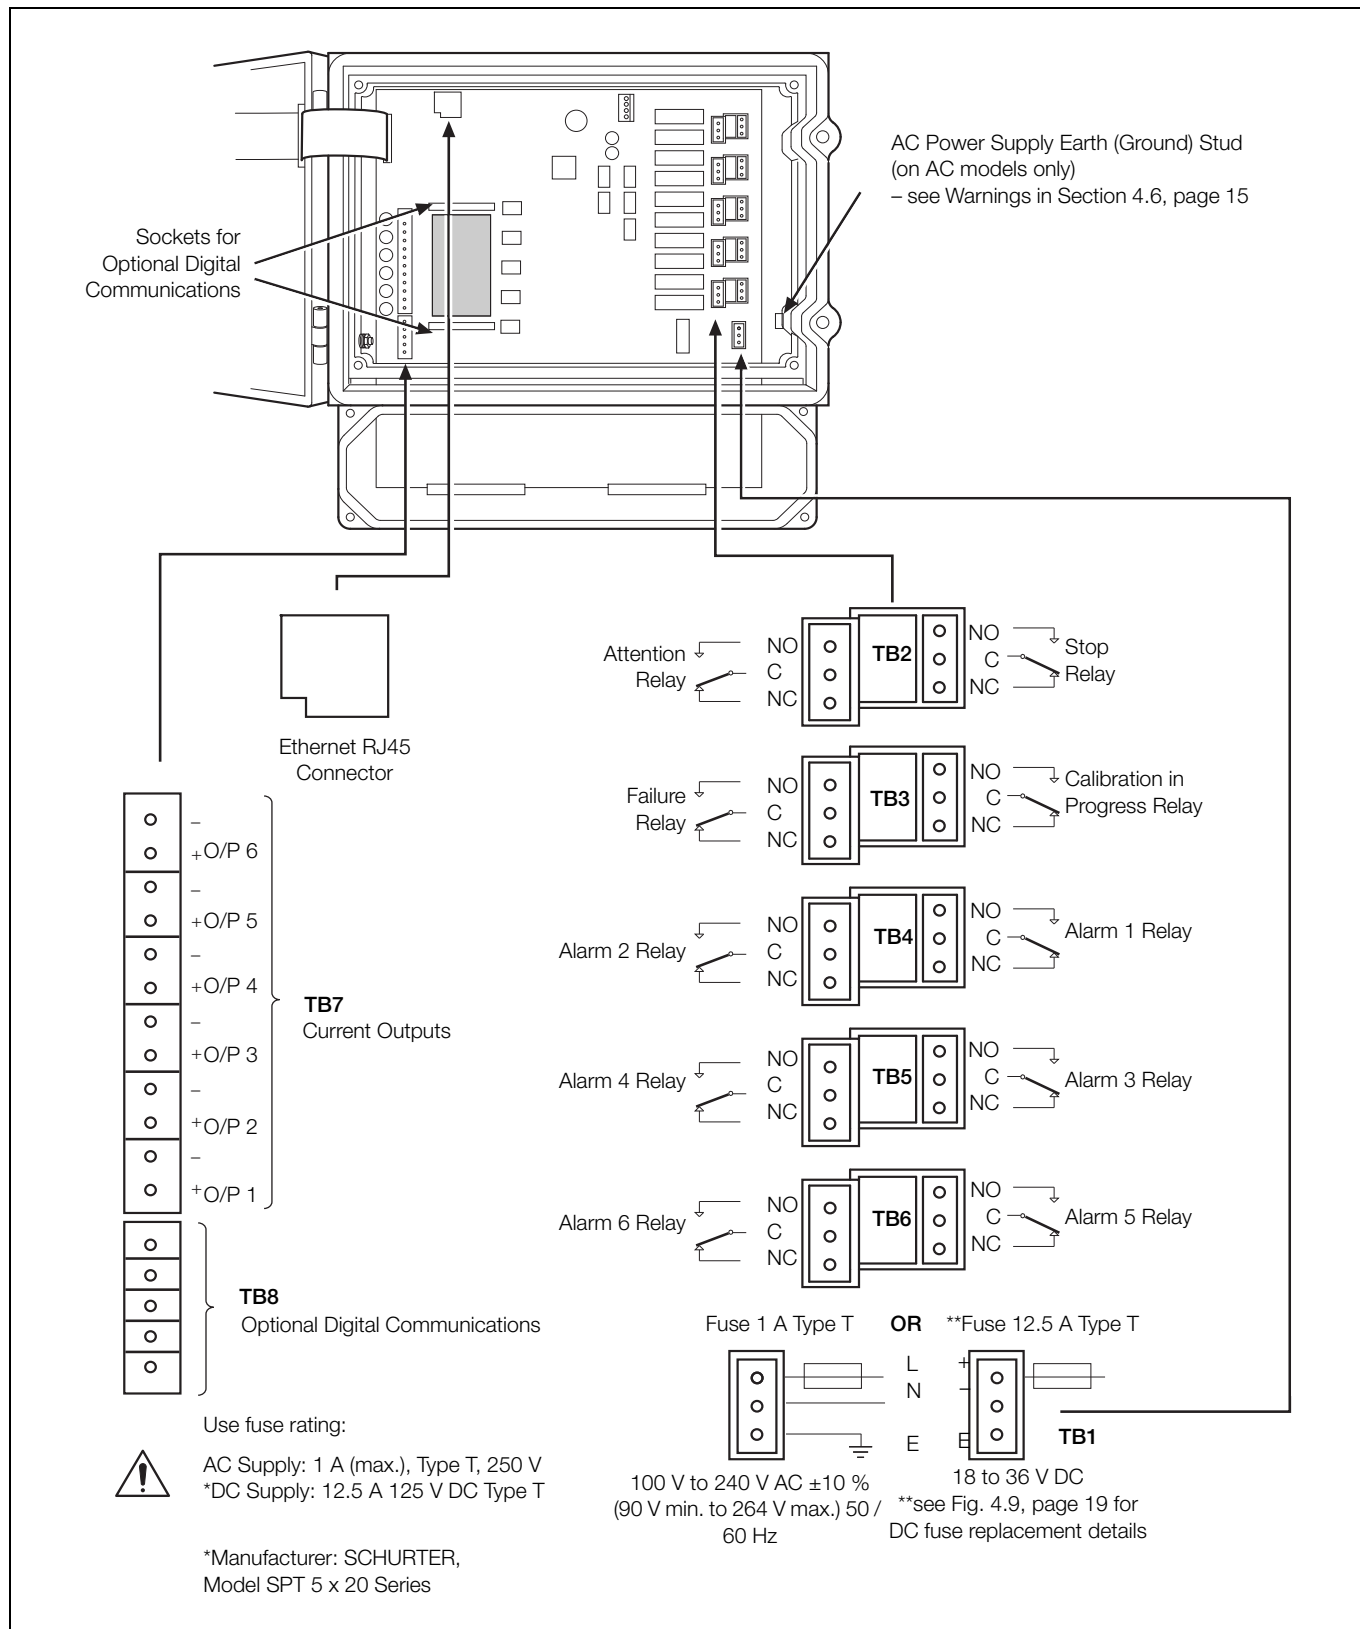 AC Power Supply Earth (Ground) Stud
(on AC models only)
– see Warnings in Section 4.6, page 15
Sockets for
Optional Digital
Communications
Ethernet RJ45
Connector
Attention
Relay
NO
C
NC
TB2
NO
C
NC
Stop
Relay
Failure
Relay
NO
C
NC
TB3
NO
C
NC
Calibration in
Progress Relay
Alarm 2 Relay
NO
C
NC
TB4
NO
C
NC
Alarm 1 Relay
Alarm 4 Relay
NO
C
NC
TB5
NO
C
NC
Alarm 3 Relay
Alarm 6 Relay
NO
C
NC
TB6
NO
C
NC
Alarm 5 Relay
–
+O/P 6
–
+O/P 5
–
+O/P 4
–
+O/P 3
–
+O/P 2
–
+O/P 1
TB7
Current Outputs
TB8
Optional Digital Communications
Fuse 1 A Type T OR **Fuse 12.5 A Type T
L +
N –
E E
TB1
100 V to 240 V AC ±10 %
(90 V min. to 264 V max.) 50 /
60 Hz
18 to 36 V DC
**see Fig. 4.9, page 19 for
DC fuse replacement details
Use fuse rating:
AC Supply: 1 A (max.), Type T, 250 V
*DC Supply: 12.5 A 125 V DC Type T
*Manufacturer: SCHURTER,
Model SPT 5 x 20 Series